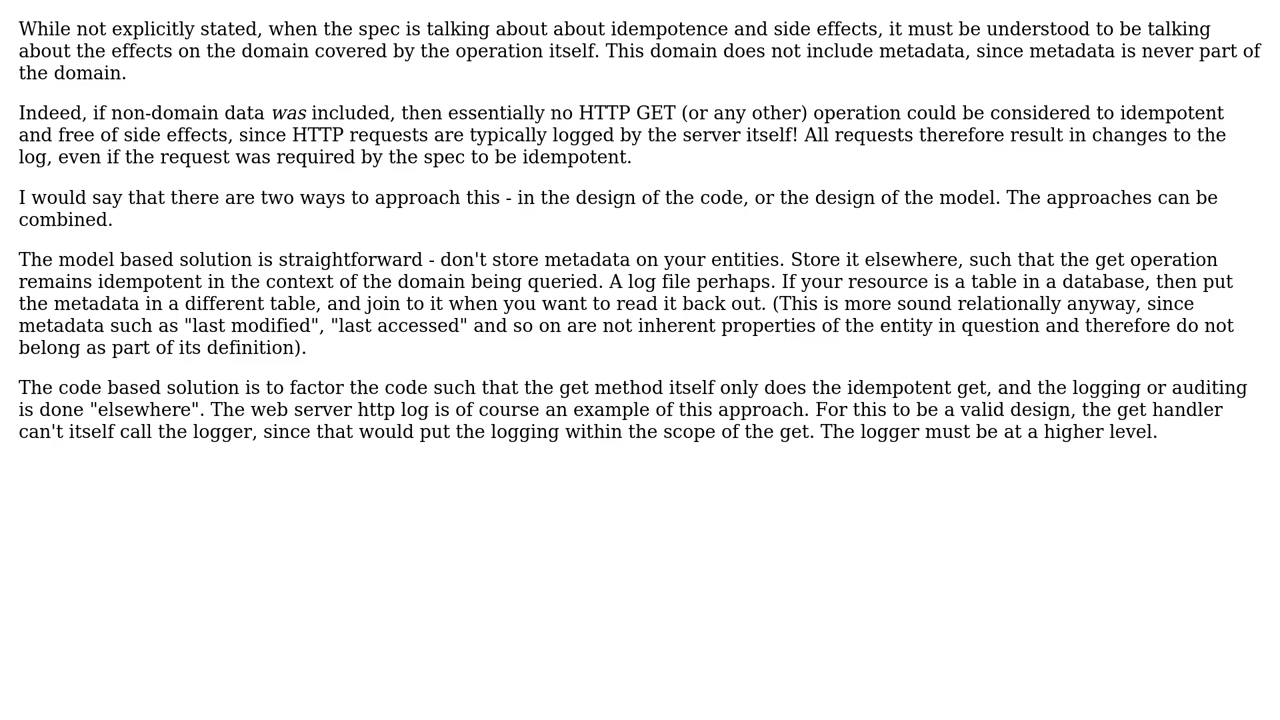 While not explicitly stated, when the spec is talking about about idempotence and side effects, it must be understood to be talking
about the effects on the domain covered by the operation itself. This domain does not include metadata, since metadata is never part of
the domain.
Indeed, if non-domain data was included, then essentially no HTTP GET (or any other) operation could be considered to idempotent
and free of side effects, since HTTP requests are typically logged by the server itself! All requests therefore result in changes to the
log, even if the request was required by the spec to be idempotent.
I would say that there are two ways to approach this - in the design of the code, or the design of the model. The approaches can be
combined.
The model based solution is straightforward - don't store metadata on your entities. Store it elsewhere, such that the get operation
remains idempotent in the context of the domain being queried. A log file perhaps. If your resource is a table in a database, then put
the metadata in a different table, and join to it when you want to read it back out. (This is more sound relationally anyway, since
metadata such as "last modified", "last accessed" and so on are not inherent properties of the entity in question and therefore do not
belong as part of its definition).
The code based solution is to factor the code such that the get method itself only does the idempotent get, and the logging or auditing
is done "elsewhere". The web server http log is of course an example of this approach. For this to be a valid design, the get handler
can't itself call the logger, since that would put the logging within the scope of the get. The logger must be at a higher level.